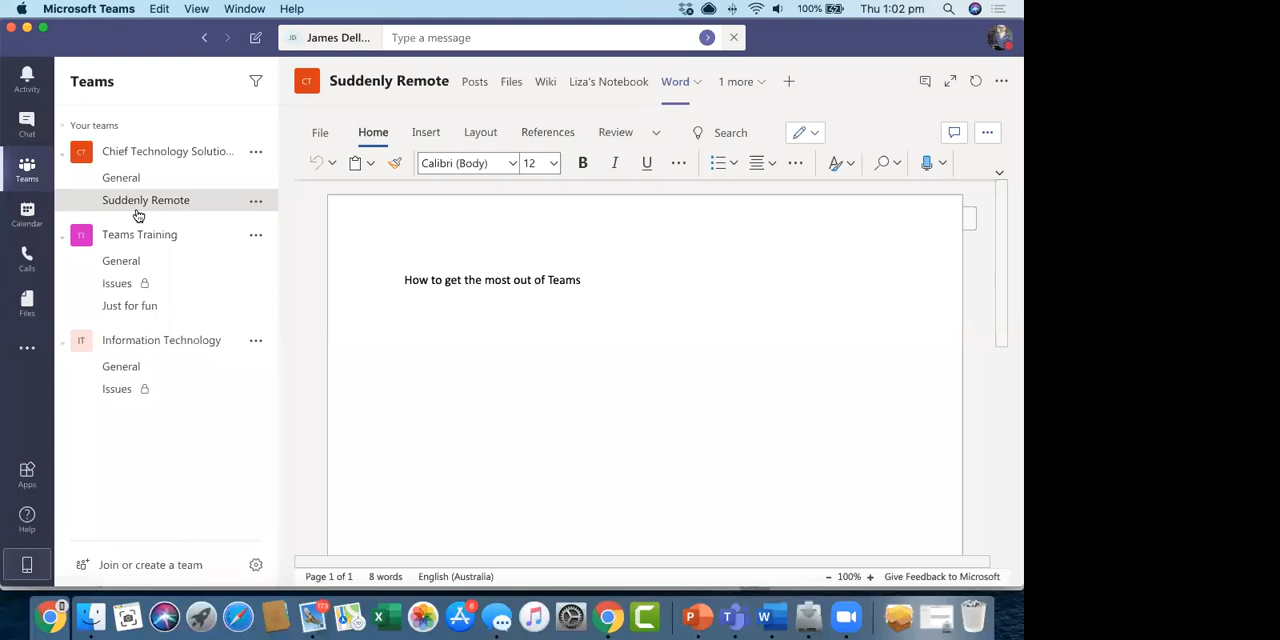 Microsoft Teams Edit View Window Help 100% Thu 1:02 pm
JD James Dell... Type a message
Teams
CT Suddenly Remote Posts Files Wiki Liza's Notebook Word 1 more
Activity
Chat
Teams
Calendar
Calls
Files
Apps
Help
Your teams
CT Chief Technology Solutio...
General
Suddenly Remote
TT Teams Training
General
Issues
Just for fun
IT Information Technology
General
Issues
Join or create a team
File Home Insert Layout References Review Search
Calibri (Body) 12 B I U
How to get the most out of Teams
Page 1 of 1 8 words English (Australia) - 100% + Give Feedback to Microsoft
173
6